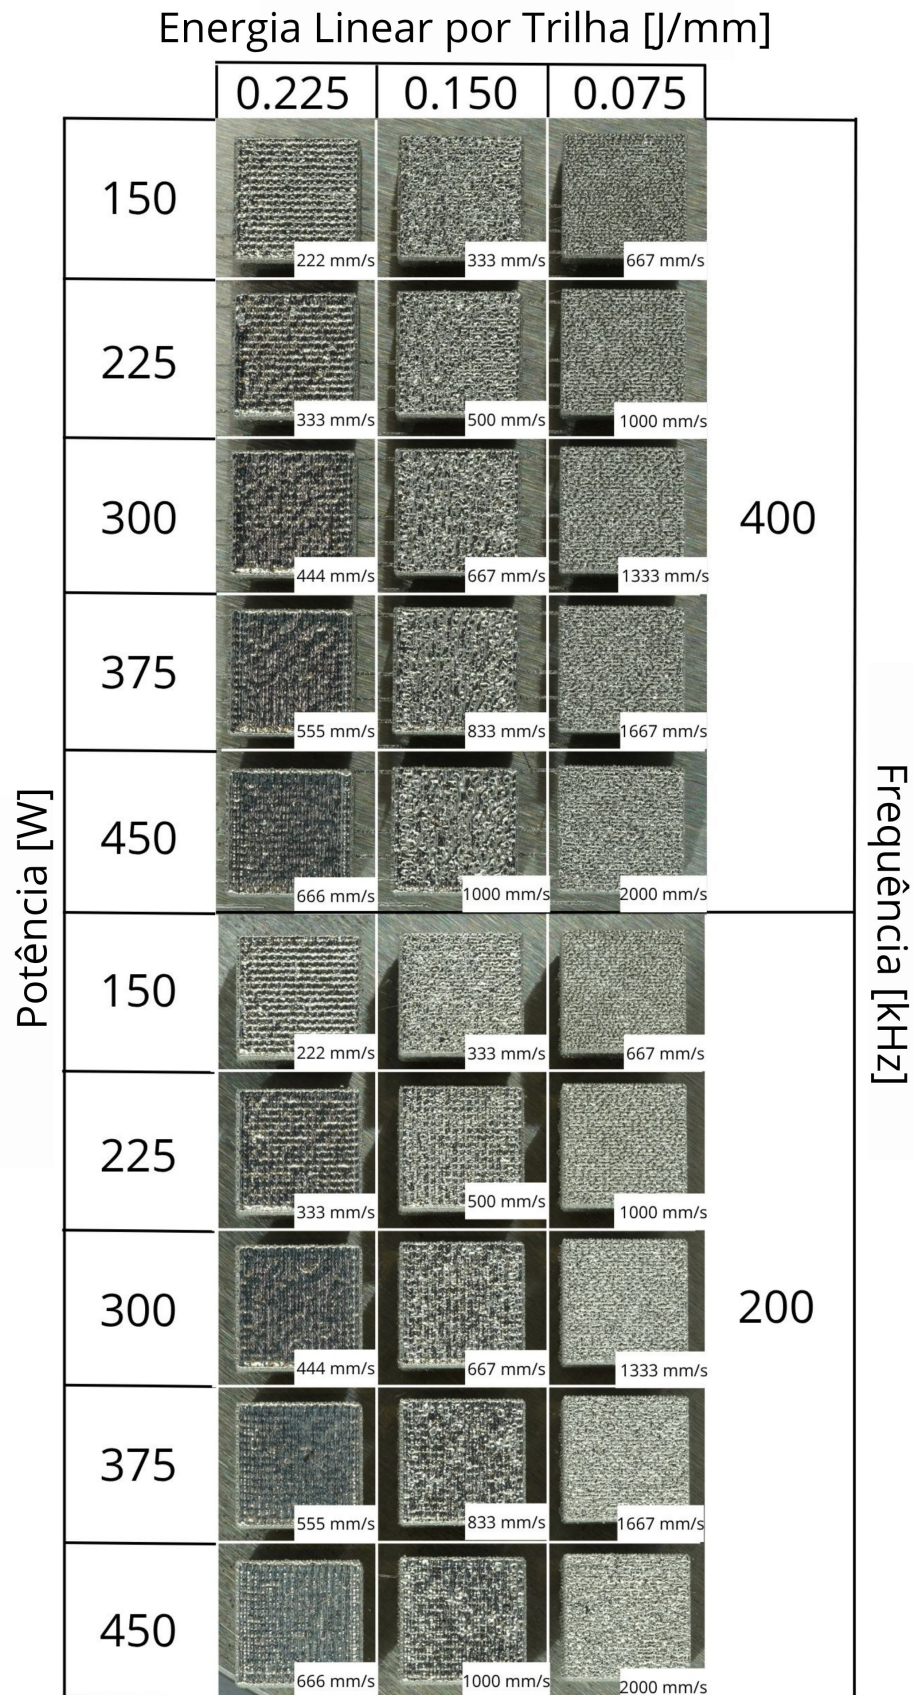 Energia Linear por Trilha [J/mm]
0.225 0.150 0.075
150
222 mm/s 333 mm/s 667 mm/s
225
333 mm/s 500 mm/s 1000 mm/s
300 400
444 mm/s 667 mm/s 1333 mm/s
375
555 mm/s 833 mm/s 1667 mm/s
450
666 mm/s 1000 mm/s 2000 mm/s
Potência [W]
Frequência [kHz]
150
222 mm/s 333 mm/s 667 mm/s
225
333 mm/s 500 mm/s 1000 mm/s
300 200
444 mm/s 667 mm/s 1333 mm/s
375
555 mm/s 833 mm/s 1667 mm/s
450
666 mm/s 1000 mm/s 2000 mm/s